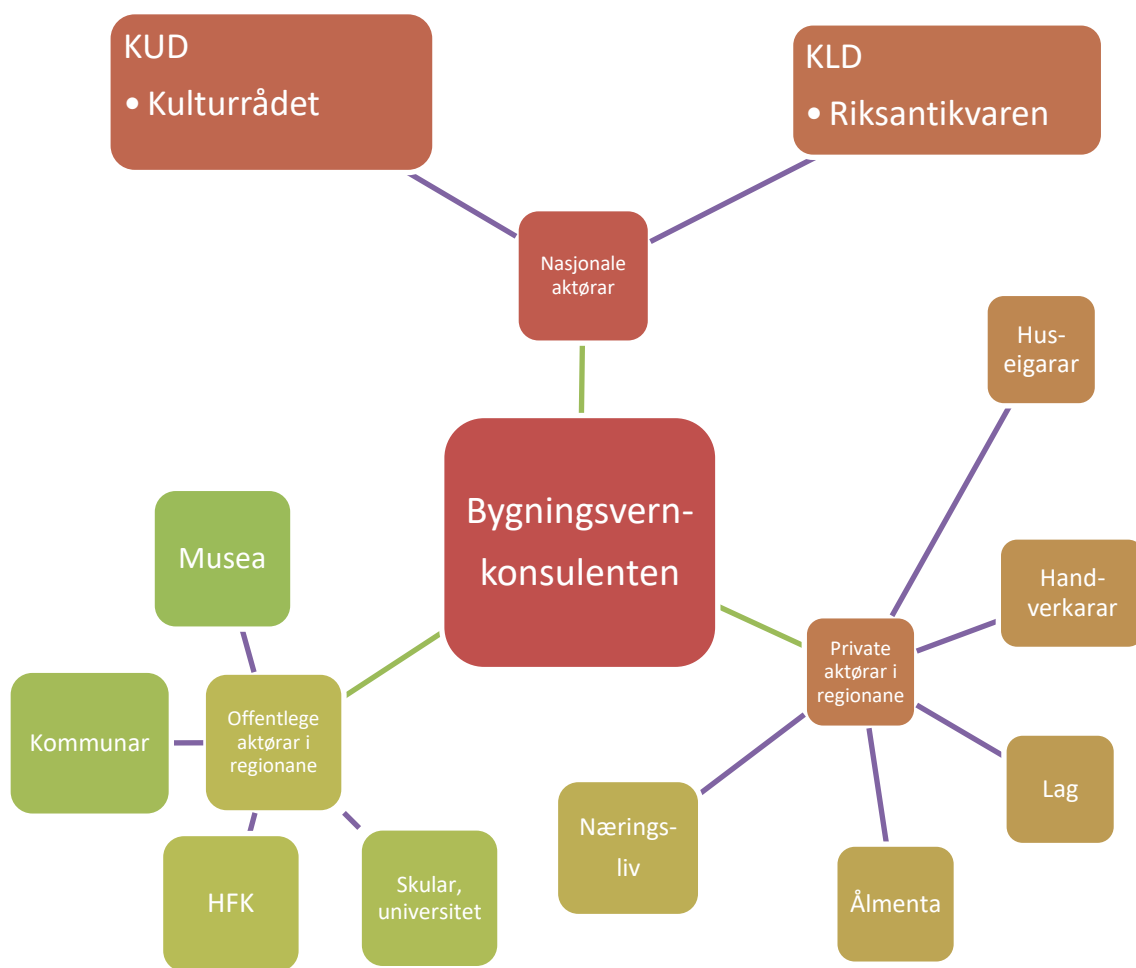 KUD
• Kulturrådet
KLD
• Riksantikvaren
Nasjonale
aktørar
Hus-
eigarar
Bygningsvern-
konsulenten
Musea
Hand-
verkarar
Private
aktørar i
regionane
Offentlege
aktørar i
regionane
Kommunar
Lag
Nærings-
liv
Ålmenta
HFK
Skular,
universitet